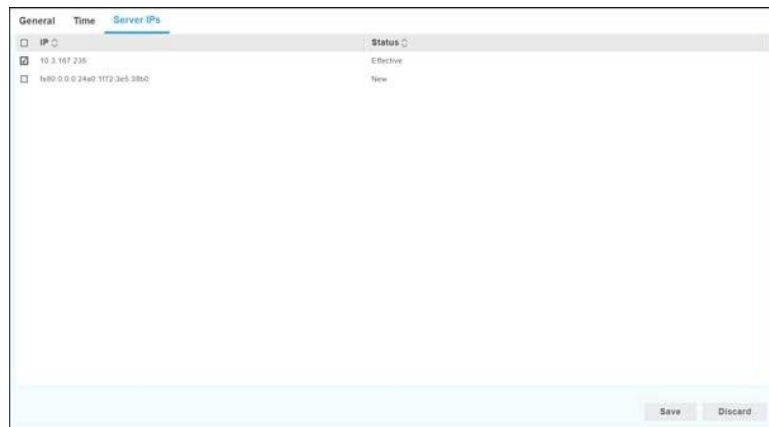 General Time Server IPs
IP Status
10.3.167.235 Effective
fe80:0:0:0:24a0:1f72:3e5:38b0 New
Save Discard